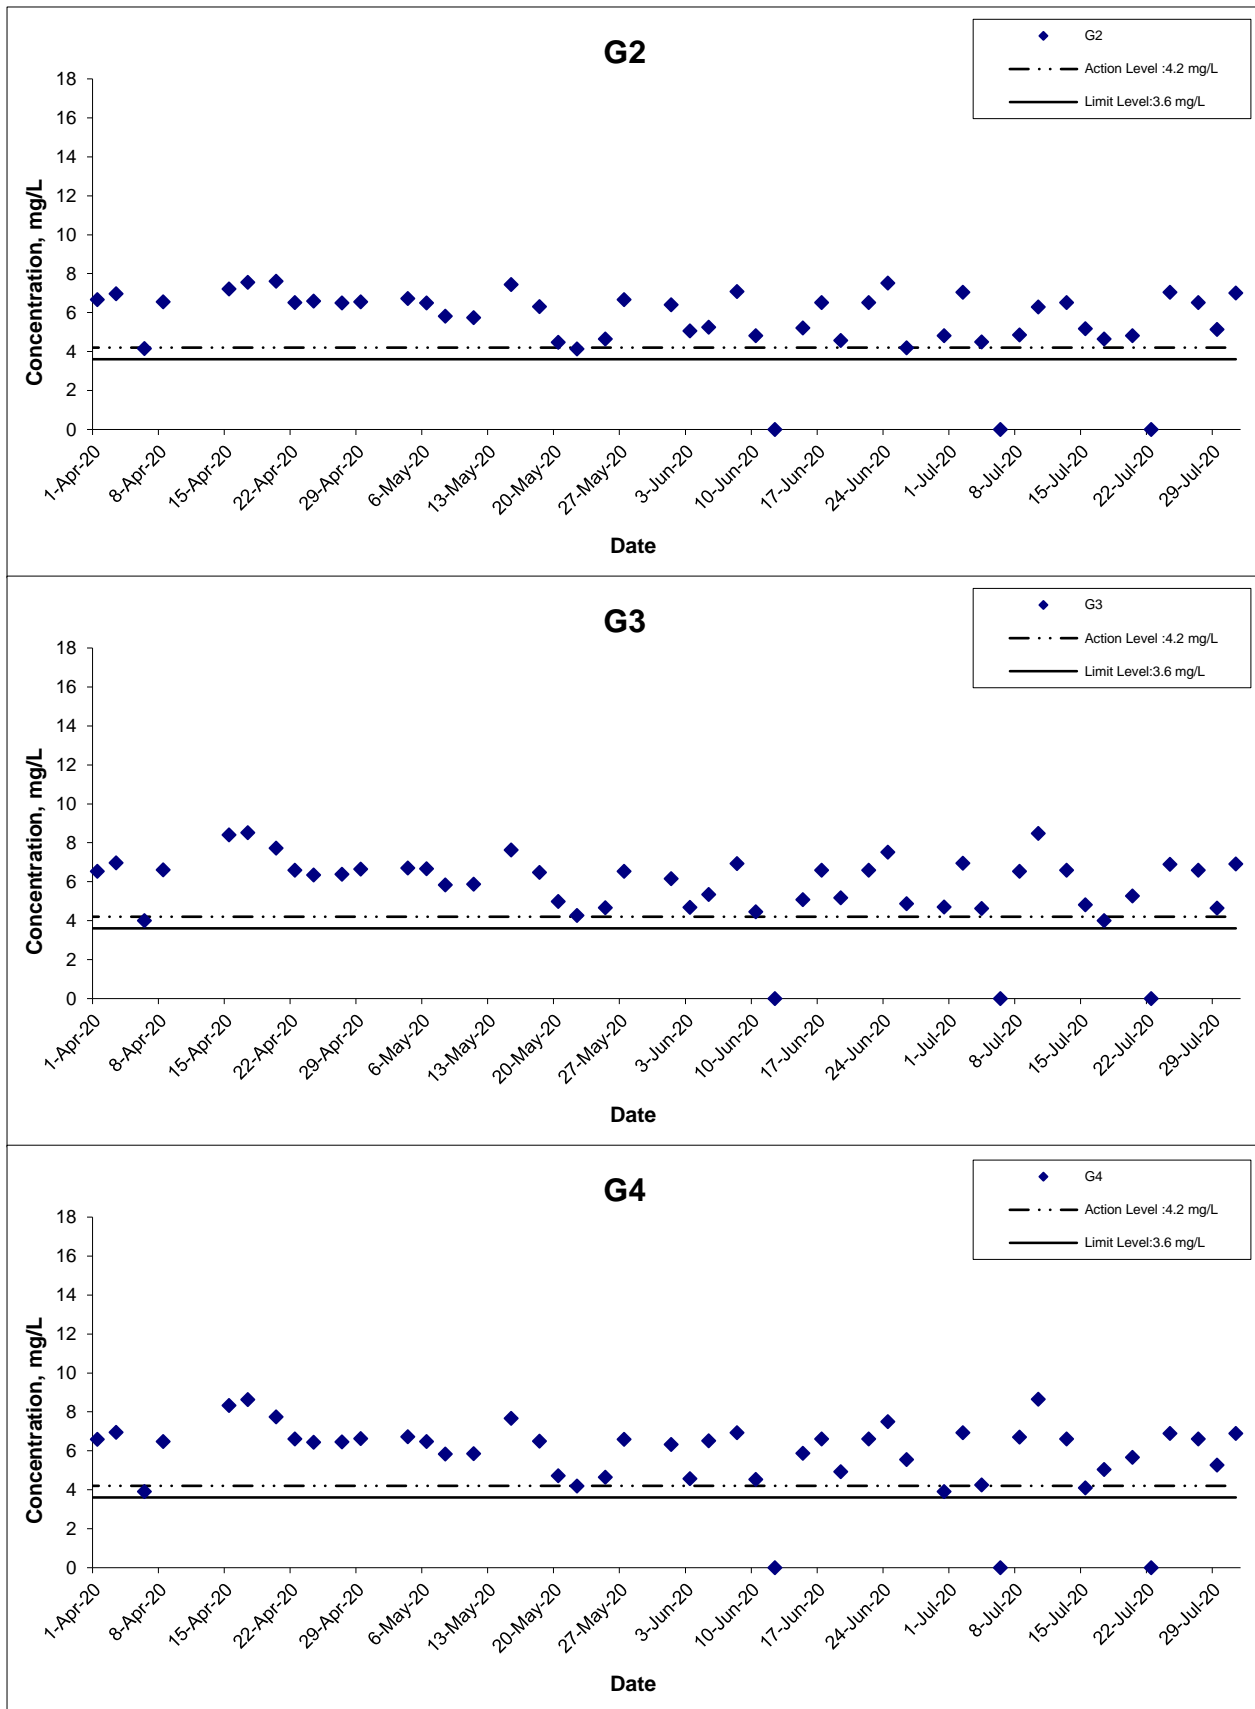 G2
G2
Action Level :4.2 mg/L
Limit Level:3.6 mg/L
18
16
14
12
10
8
6
4
2
0
Concentration, mg/L
1-Apr-20
8-Apr-20
15-Apr-20
22-Apr-20
29-Apr-20
6-May-20
13-May-20
20-May-20
27-May-20
3-Jun-20
10-Jun-20
17-Jun-20
24-Jun-20
1-Jul-20
8-Jul-20
15-Jul-20
22-Jul-20
29-Jul-20
Date
G3
G3
Action Level :4.2 mg/L
Limit Level:3.6 mg/L
18
16
14
12
10
8
6
4
2
0
Concentration, mg/L
1-Apr-20
8-Apr-20
15-Apr-20
22-Apr-20
29-Apr-20
6-May-20
13-May-20
20-May-20
27-May-20
3-Jun-20
10-Jun-20
17-Jun-20
24-Jun-20
1-Jul-20
8-Jul-20
15-Jul-20
22-Jul-20
29-Jul-20
Date
G4
G4
Action Level :4.2 mg/L
Limit Level:3.6 mg/L
18
16
14
12
10
8
6
4
2
0
Concentration, mg/L
1-Apr-20
8-Apr-20
15-Apr-20
22-Apr-20
29-Apr-20
6-May-20
13-May-20
20-May-20
27-May-20
3-Jun-20
10-Jun-20
17-Jun-20
24-Jun-20
1-Jul-20
8-Jul-20
15-Jul-20
22-Jul-20
29-Jul-20
Date